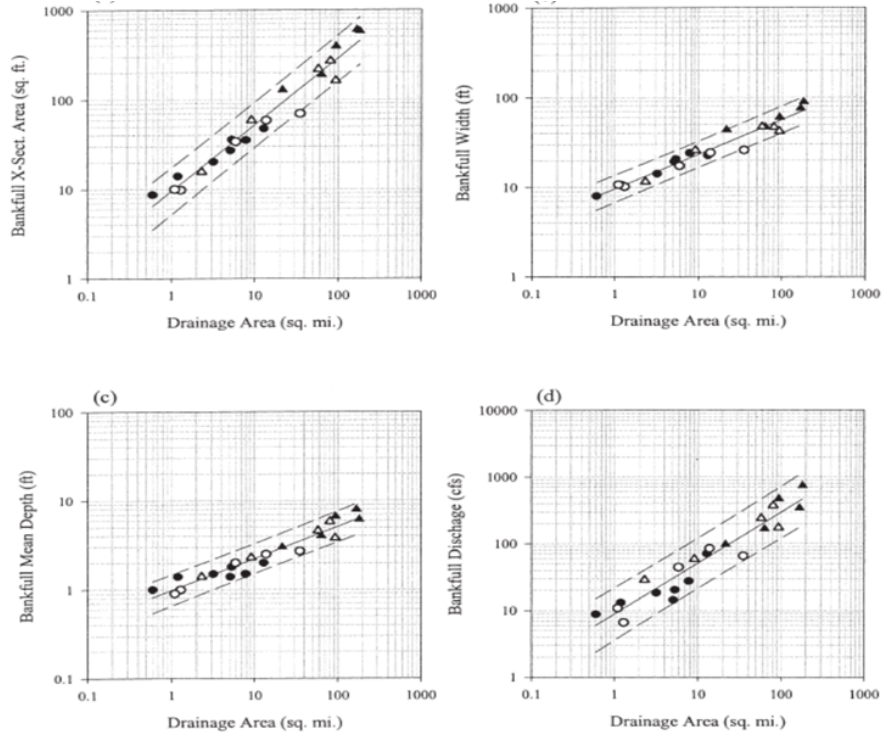 1000
100
10
1
Bankfull X-Sect. Area (sq. ft.)
0.1 1 10 100 1000
Drainage Area (sq. mi.)
1000
100
10
1
Bankfull Width (ft)
0.1 1 10 100 1000
Drainage Area (sq. mi.)
(c)
100
10
1
0.1
Bankfull Mean Depth (ft)
0.1 1 10 100 1000
Drainage Area (sq. mi.)
(d)
10000
1000
100
10
1
Bankfull Dischage (cfs)
0.1 1 10 100 1000
Drainage Area (sq. mi.)